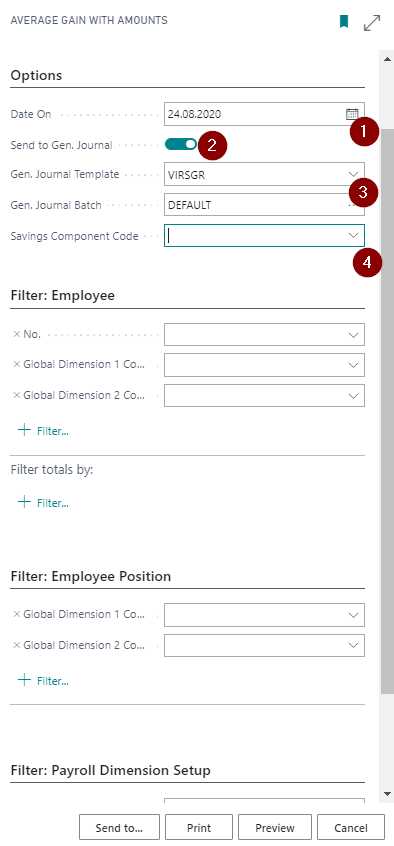 AVERAGE GAIN WITH AMOUNTS
Options
Date On 24.08.2020
1
Send to Gen. Journal 2
Gen. Journal Template VIRSGR
3
Gen. Journal Batch DEFAULT
Savings Component Code
4
Filter: Employee
× No.
× Global Dimension 1 Co...
× Global Dimension 2 Co...
+ Filter...
Filter totals by:
+ Filter...
Filter: Employee Position
× Global Dimension 1 Co...
× Global Dimension 2 Co...
+ Filter...
Filter: Payroll Dimension Setup
Send to... Print Preview Cancel